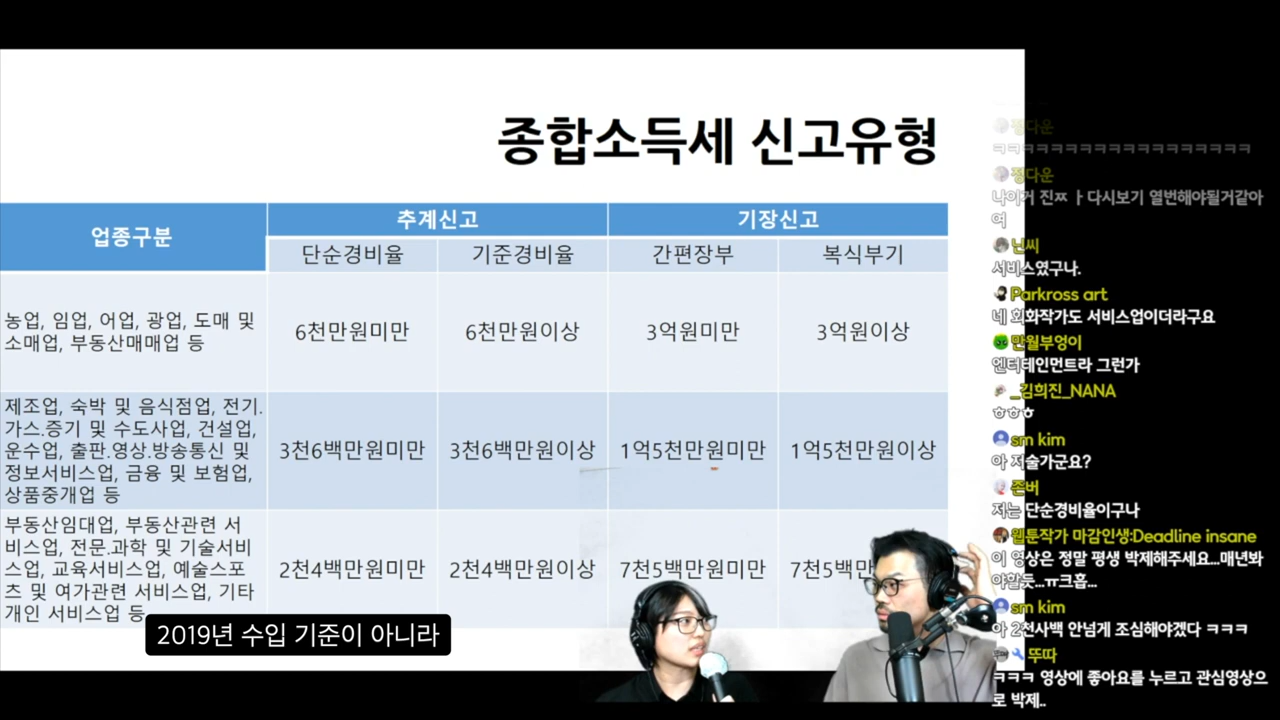 종합소득세 신고유형
업종구분
추계신고
기장신고
단순경비율
기준경비율
간편장부
복식부기
농업, 임업, 어업, 광업, 도매 및
소매업, 부동산매매업 등
6천만원미만
6천만원이상
3억원미만
3억원이상
제조업, 숙박 및 음식점업, 전기.
가스.증기 및 수도사업, 건설업,
운수업, 출판.영상.방송통신 및
정보서비스업, 금융 및 보험업,
상품중개업 등
3천6백만원미만
3천6백만원이상
1억5천만원미만
1억5천만원이상
부동산임대업, 부동산관련 서
비스업, 전문.과학 및 기술서비
스업, 교육서비스업, 예술스포
츠 및 여가관련 서비스업, 기타
개인 서비스업 등
2천4백만원미만
2천4백만원이상
7천5백만원미만
7천5백만
2019년 수입 기준이 아니라
정다운
ㅋㅋㅋㅋㅋㅋㅋㅋㅋㅋㅋㅋㅋㅋㅋㅋㅋㅋ
정다운
나이거 진ㅉㅏ다시보기 열번해야될거같아
여
닌씨
서비스였구나.
Parkross art
네 회화작가도 서비스업이더라구요
만월부엉이
엔터테인먼트라 그런가
_김희진_NANA
ㅎㅎㅎ
sm kim
아 저술가군요?
존버
저는 단순경비율이구나
웹툰작가 마감인생:Deadline insane
이 영상은 정말 평생 박제해주세요...매년봐
야할듯...ㅠ크흡...
sm kim
아 2천사백 안넘게 조심해야겠다 ㅋㅋㅋ
뚜따
ㅋㅋㅋ 영상에 좋아요를 누르고 관심영상으
로 박제..